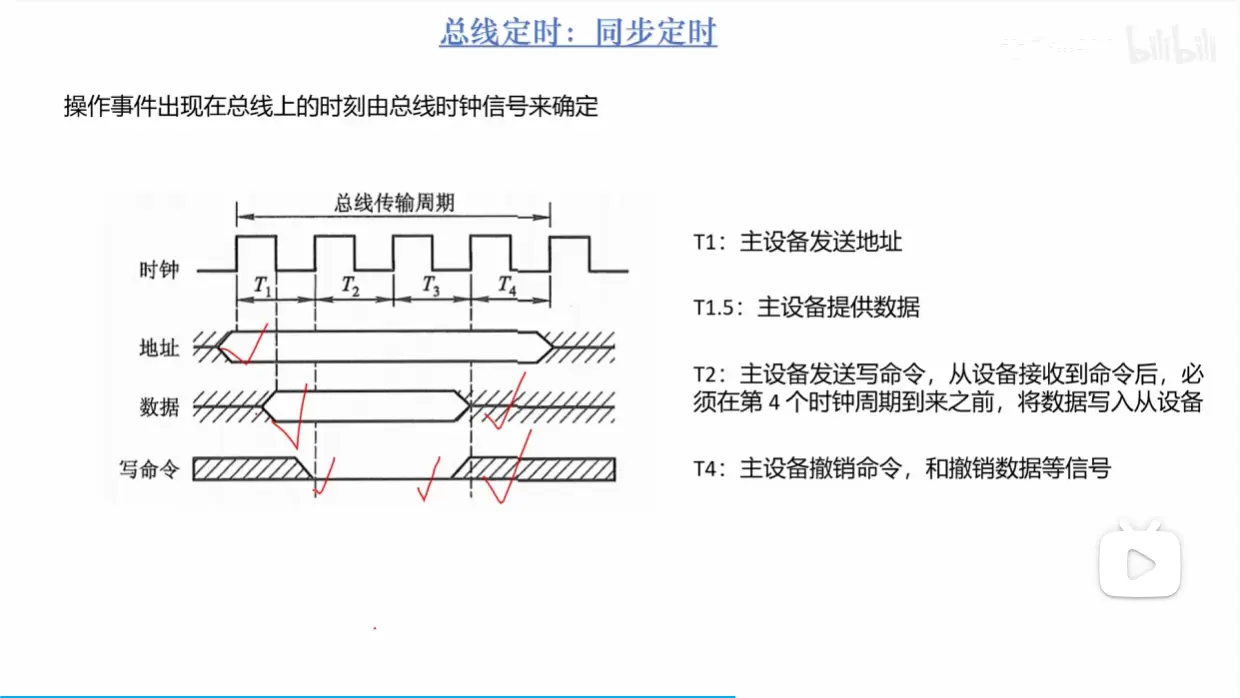 总线定时：同步定时
bilibili
操作事件出现在总线上的时刻由总线时钟信号来确定
总线传输周期
时钟
T1 T2 T3 T4
地址
数据
写命令
T1：主设备发送地址
T1.5：主设备提供数据
T2：主设备发送写命令，从设备接收到命令后，必
须在第 4 个时钟周期到来之前，将数据写入从设备
T4：主设备撤销命令，和撤销数据等信号